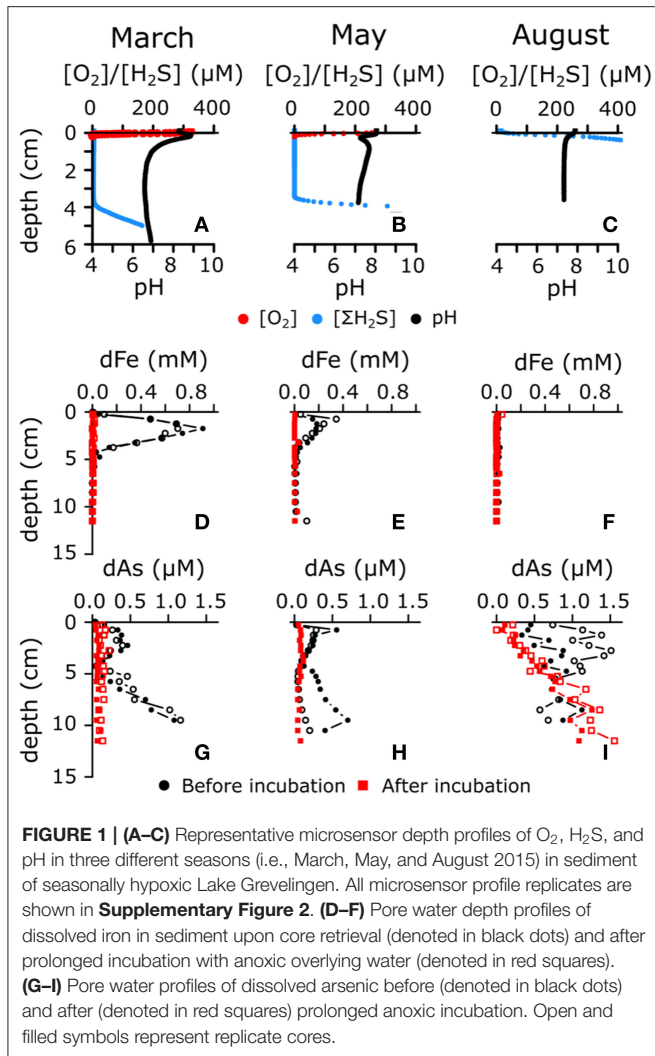 March May August
[O₂]/[H₂S] (μM) [O₂]/[H₂S] (μM) [O₂]/[H₂S] (μM)
0 200 400 0 200 400 0 200 400
depth (cm)
0
2
4
6
A B C
4 6 8 10 4 6 8 10 4 6 8 10
pH pH pH
[O₂] [ΣH₂S] pH
dFe (mM) dFe (mM) dFe (mM)
0.0 0.4 0.8 0.0 0.4 0.8 0.0 0.4 0.8
depth (cm)
0
5
10
15
D E F
dAs (μM) dAs (μM) dAs (μM)
0.0 0.5 1.0 1.5 0.0 0.5 1.0 1.5 0.0 0.5 1.0 1.5
depth (cm)
0
5
10
15
G H I
Before incubation After incubation
FIGURE 1 | (A–C) Representative microsensor depth profiles of O₂, H₂S, and
pH in three different seasons (i.e., March, May, and August 2015) in sediment
of seasonally hypoxic Lake Grevelingen. All microsensor profile replicates are
shown in Supplementary Figure 2. (D–F) Pore water depth profiles of
dissolved iron in sediment upon core retrieval (denoted in black dots) and after
prolonged incubation with anoxic overlying water (denoted in red squares).
(G–I) Pore water profiles of dissolved arsenic before (denoted in black dots)
and after (denoted in red squares) prolonged anoxic incubation. Open and
filled symbols represent replicate cores.